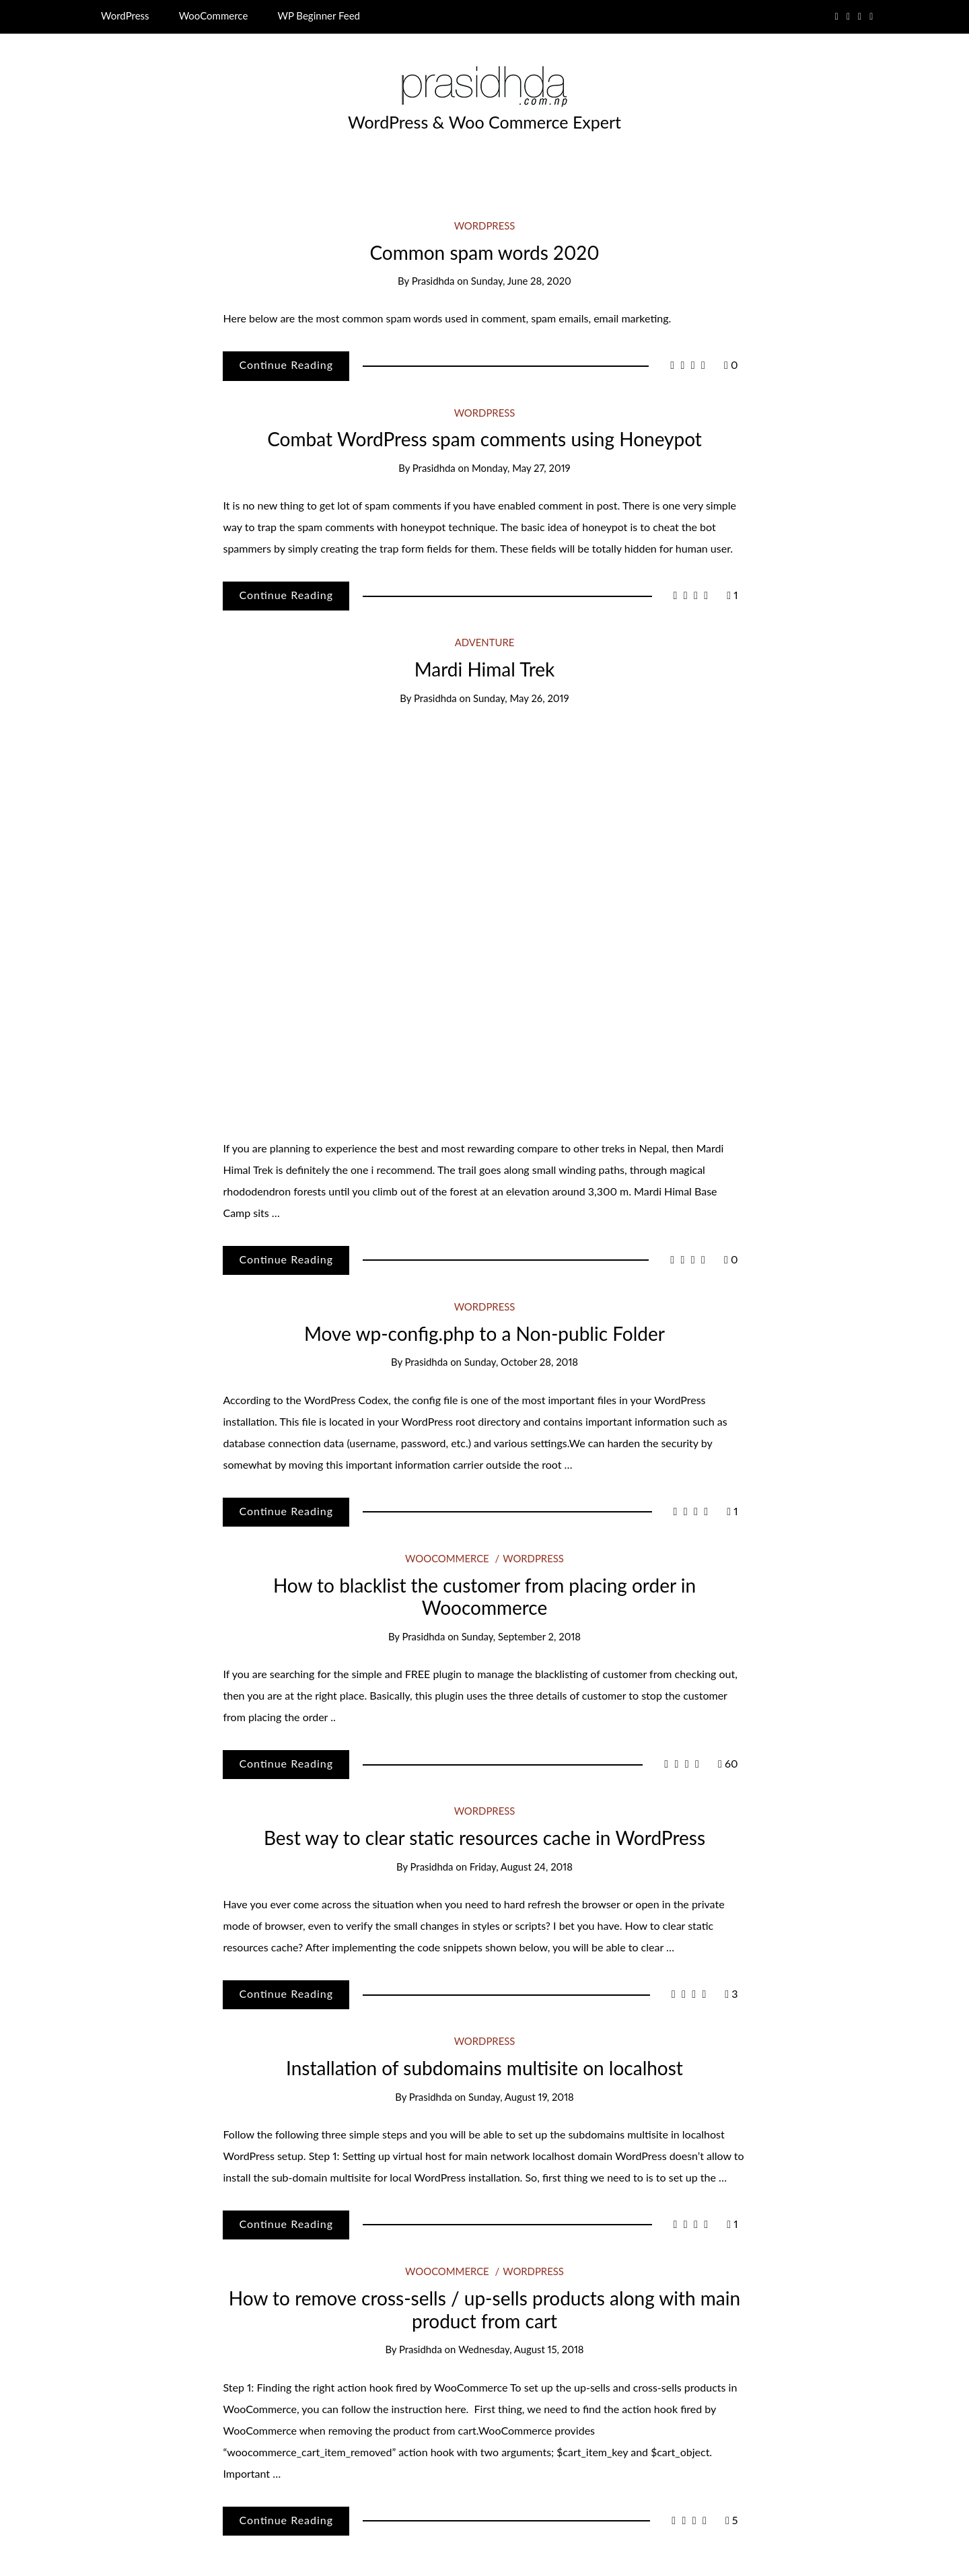 WordPress WooCommerce WP Beginner Feed
prasidhda
.com.np
WordPress & Woo Commerce Expert
WORDPRESS
Common spam words 2020
By Prasidhda on Sunday, June 28, 2020
Here below are the most common spam words used in comment, spam emails, email marketing.
Continue Reading 0
WORDPRESS
Combat WordPress spam comments using Honeypot
By Prasidhda on Monday, May 27, 2019
It is no new thing to get lot of spam comments if you have enabled comment in post. There is one very simple
way to trap the spam comments with honeypot technique. The basic idea of honeypot is to cheat the bot
spammers by simply creating the trap form fields for them. These fields will be totally hidden for human user.
Continue Reading 1
ADVENTURE
Mardi Himal Trek
By Prasidhda on Sunday, May 26, 2019
If you are planning to experience the best and most rewarding compare to other treks in Nepal, then Mardi
Himal Trek is definitely the one i recommend. The trail goes along small winding paths, through magical
rhododendron forests until you climb out of the forest at an elevation around 3,300 m. Mardi Himal Base
Camp sits …
Continue Reading 0
WORDPRESS
Move wp-config.php to a Non-public Folder
By Prasidhda on Sunday, October 28, 2018
According to the WordPress Codex, the config file is one of the most important files in your WordPress
installation. This file is located in your WordPress root directory and contains important information such as
database connection data (username, password, etc.) and various settings.We can harden the security by
somewhat by moving this important information carrier outside the root …
Continue Reading 1
WOOCOMMERCE / WORDPRESS
How to blacklist the customer from placing order in
Woocommerce
By Prasidhda on Sunday, September 2, 2018
If you are searching for the simple and FREE plugin to manage the blacklisting of customer from checking out,
then you are at the right place. Basically, this plugin uses the three details of customer to stop the customer
from placing the order ..
Continue Reading 60
WORDPRESS
Best way to clear static resources cache in WordPress
By Prasidhda on Friday, August 24, 2018
Have you ever come across the situation when you need to hard refresh the browser or open in the private
mode of browser, even to verify the small changes in styles or scripts? I bet you have. How to clear static
resources cache? After implementing the code snippets shown below, you will be able to clear …
Continue Reading 3
WORDPRESS
Installation of subdomains multisite on localhost
By Prasidhda on Sunday, August 19, 2018
Follow the following three simple steps and you will be able to set up the subdomains multisite in localhost
WordPress setup. Step 1: Setting up virtual host for main network localhost domain WordPress doesn’t allow to
install the sub-domain multisite for local WordPress installation. So, first thing we need to is to set up the …
Continue Reading 1
WOOCOMMERCE / WORDPRESS
How to remove cross-sells / up-sells products along with main
product from cart
By Prasidhda on Wednesday, August 15, 2018
Step 1: Finding the right action hook fired by WooCommerce To set up the up-sells and cross-sells products in
WooCommerce, you can follow the instruction here.  First thing, we need to find the action hook fired by
WooCommerce when removing the product from cart.WooCommerce provides
“woocommerce_cart_item_removed” action hook with two arguments; $cart_item_key and $cart_object.
Important …
Continue Reading 5